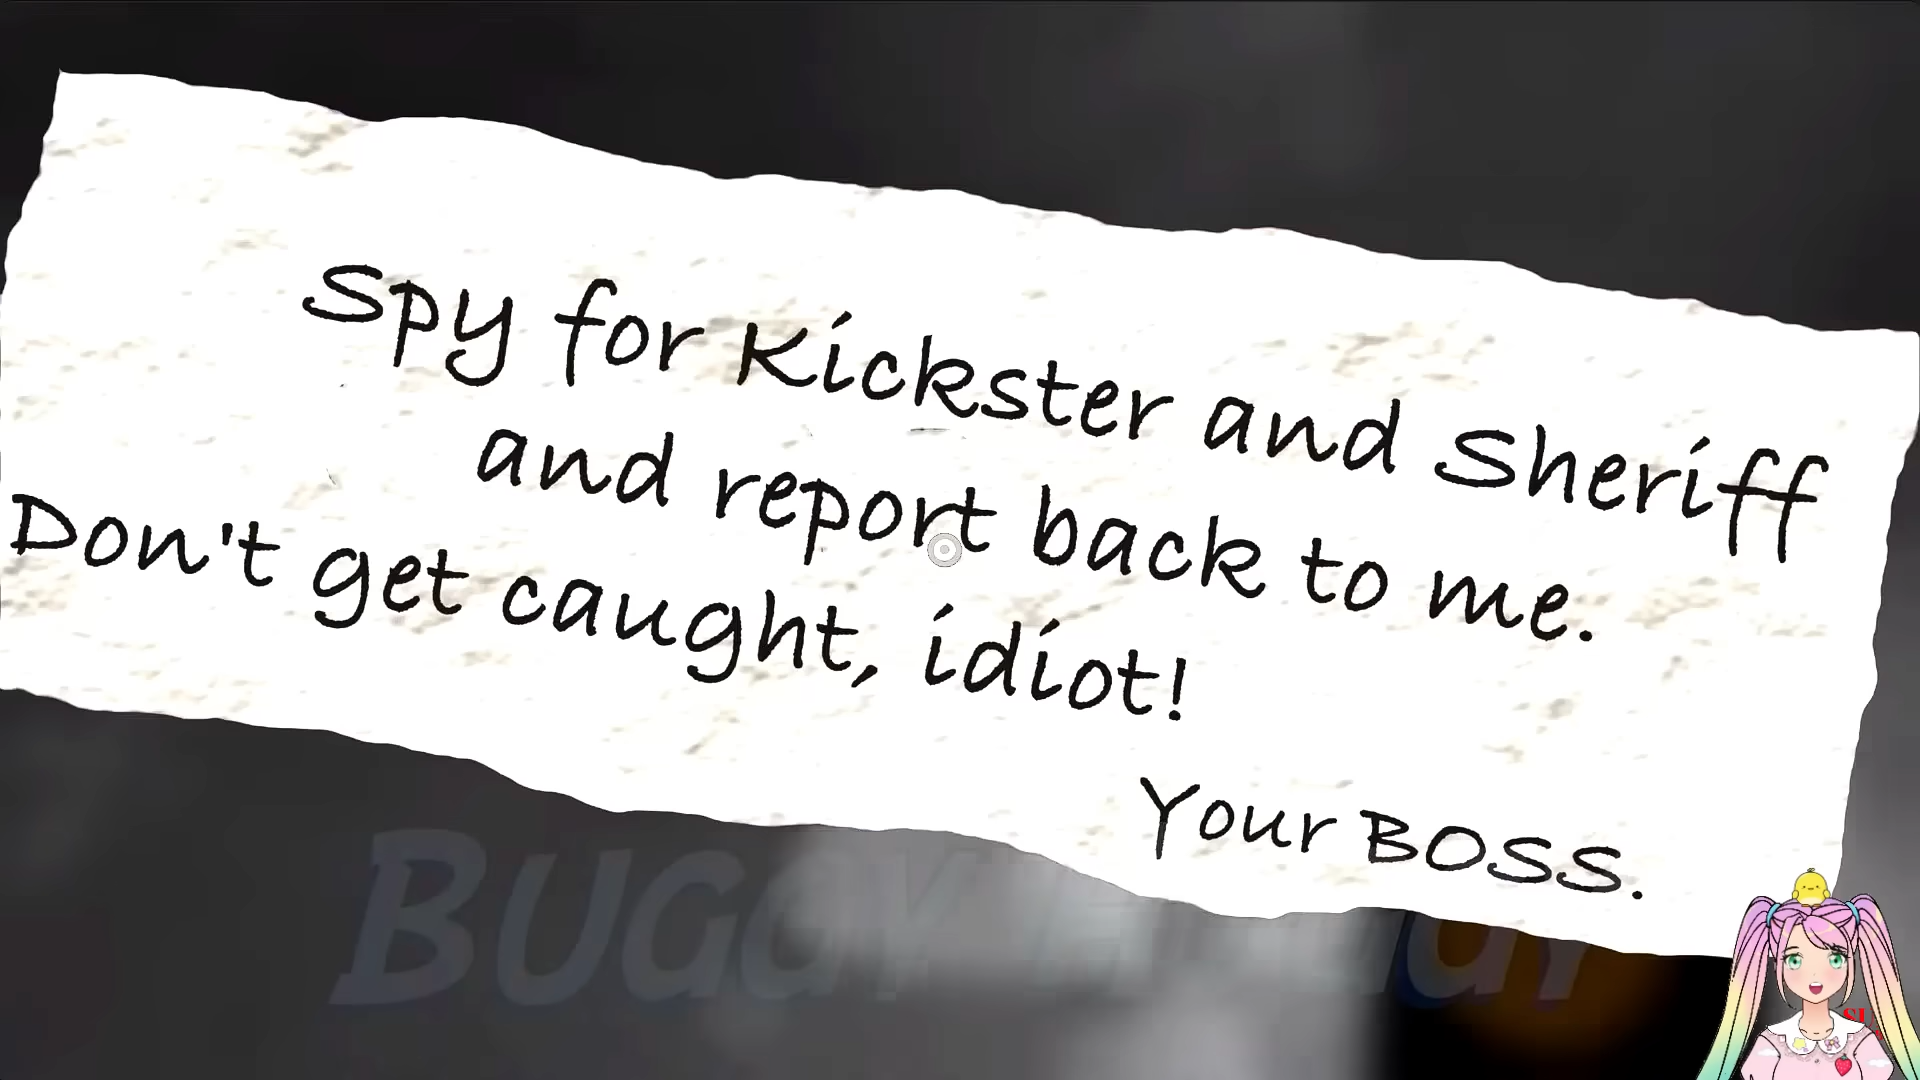 Spy for Kickster and Sheriff
and report back to me.
Don't get caught, idiot!
Your BOSS.